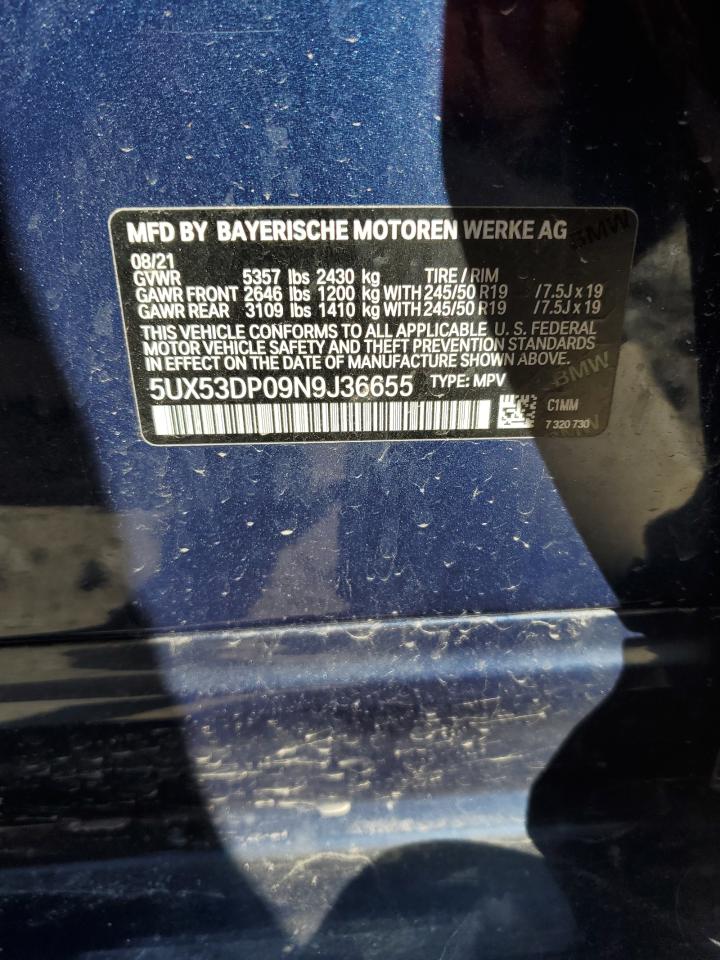 MFD BY BAYERISCHE MOTOREN WERKE AG
BMW
08/21
GVWR 5357 lbs 2430 kg TIRE / RIM
GAWR FRONT 2646 lbs 1200 kg WITH 245/50 R19 /7.5J x 19
GAWR REAR 3109 lbs 1410 kg WITH 245/50 R19 /7.5J x 19
THIS VEHICLE CONFORMS TO ALL APPLICABLE U. S. FEDERAL
MOTOR VEHICLE SAFETY AND THEFT PREVENTION STANDARDS
IN EFFECT ON THE DATE OF MANUFACTURE SHOWN ABOVE.
BMW
5UX53DP09N9J36655 TYPE: MPV
C1MM
7 320 730
BMW